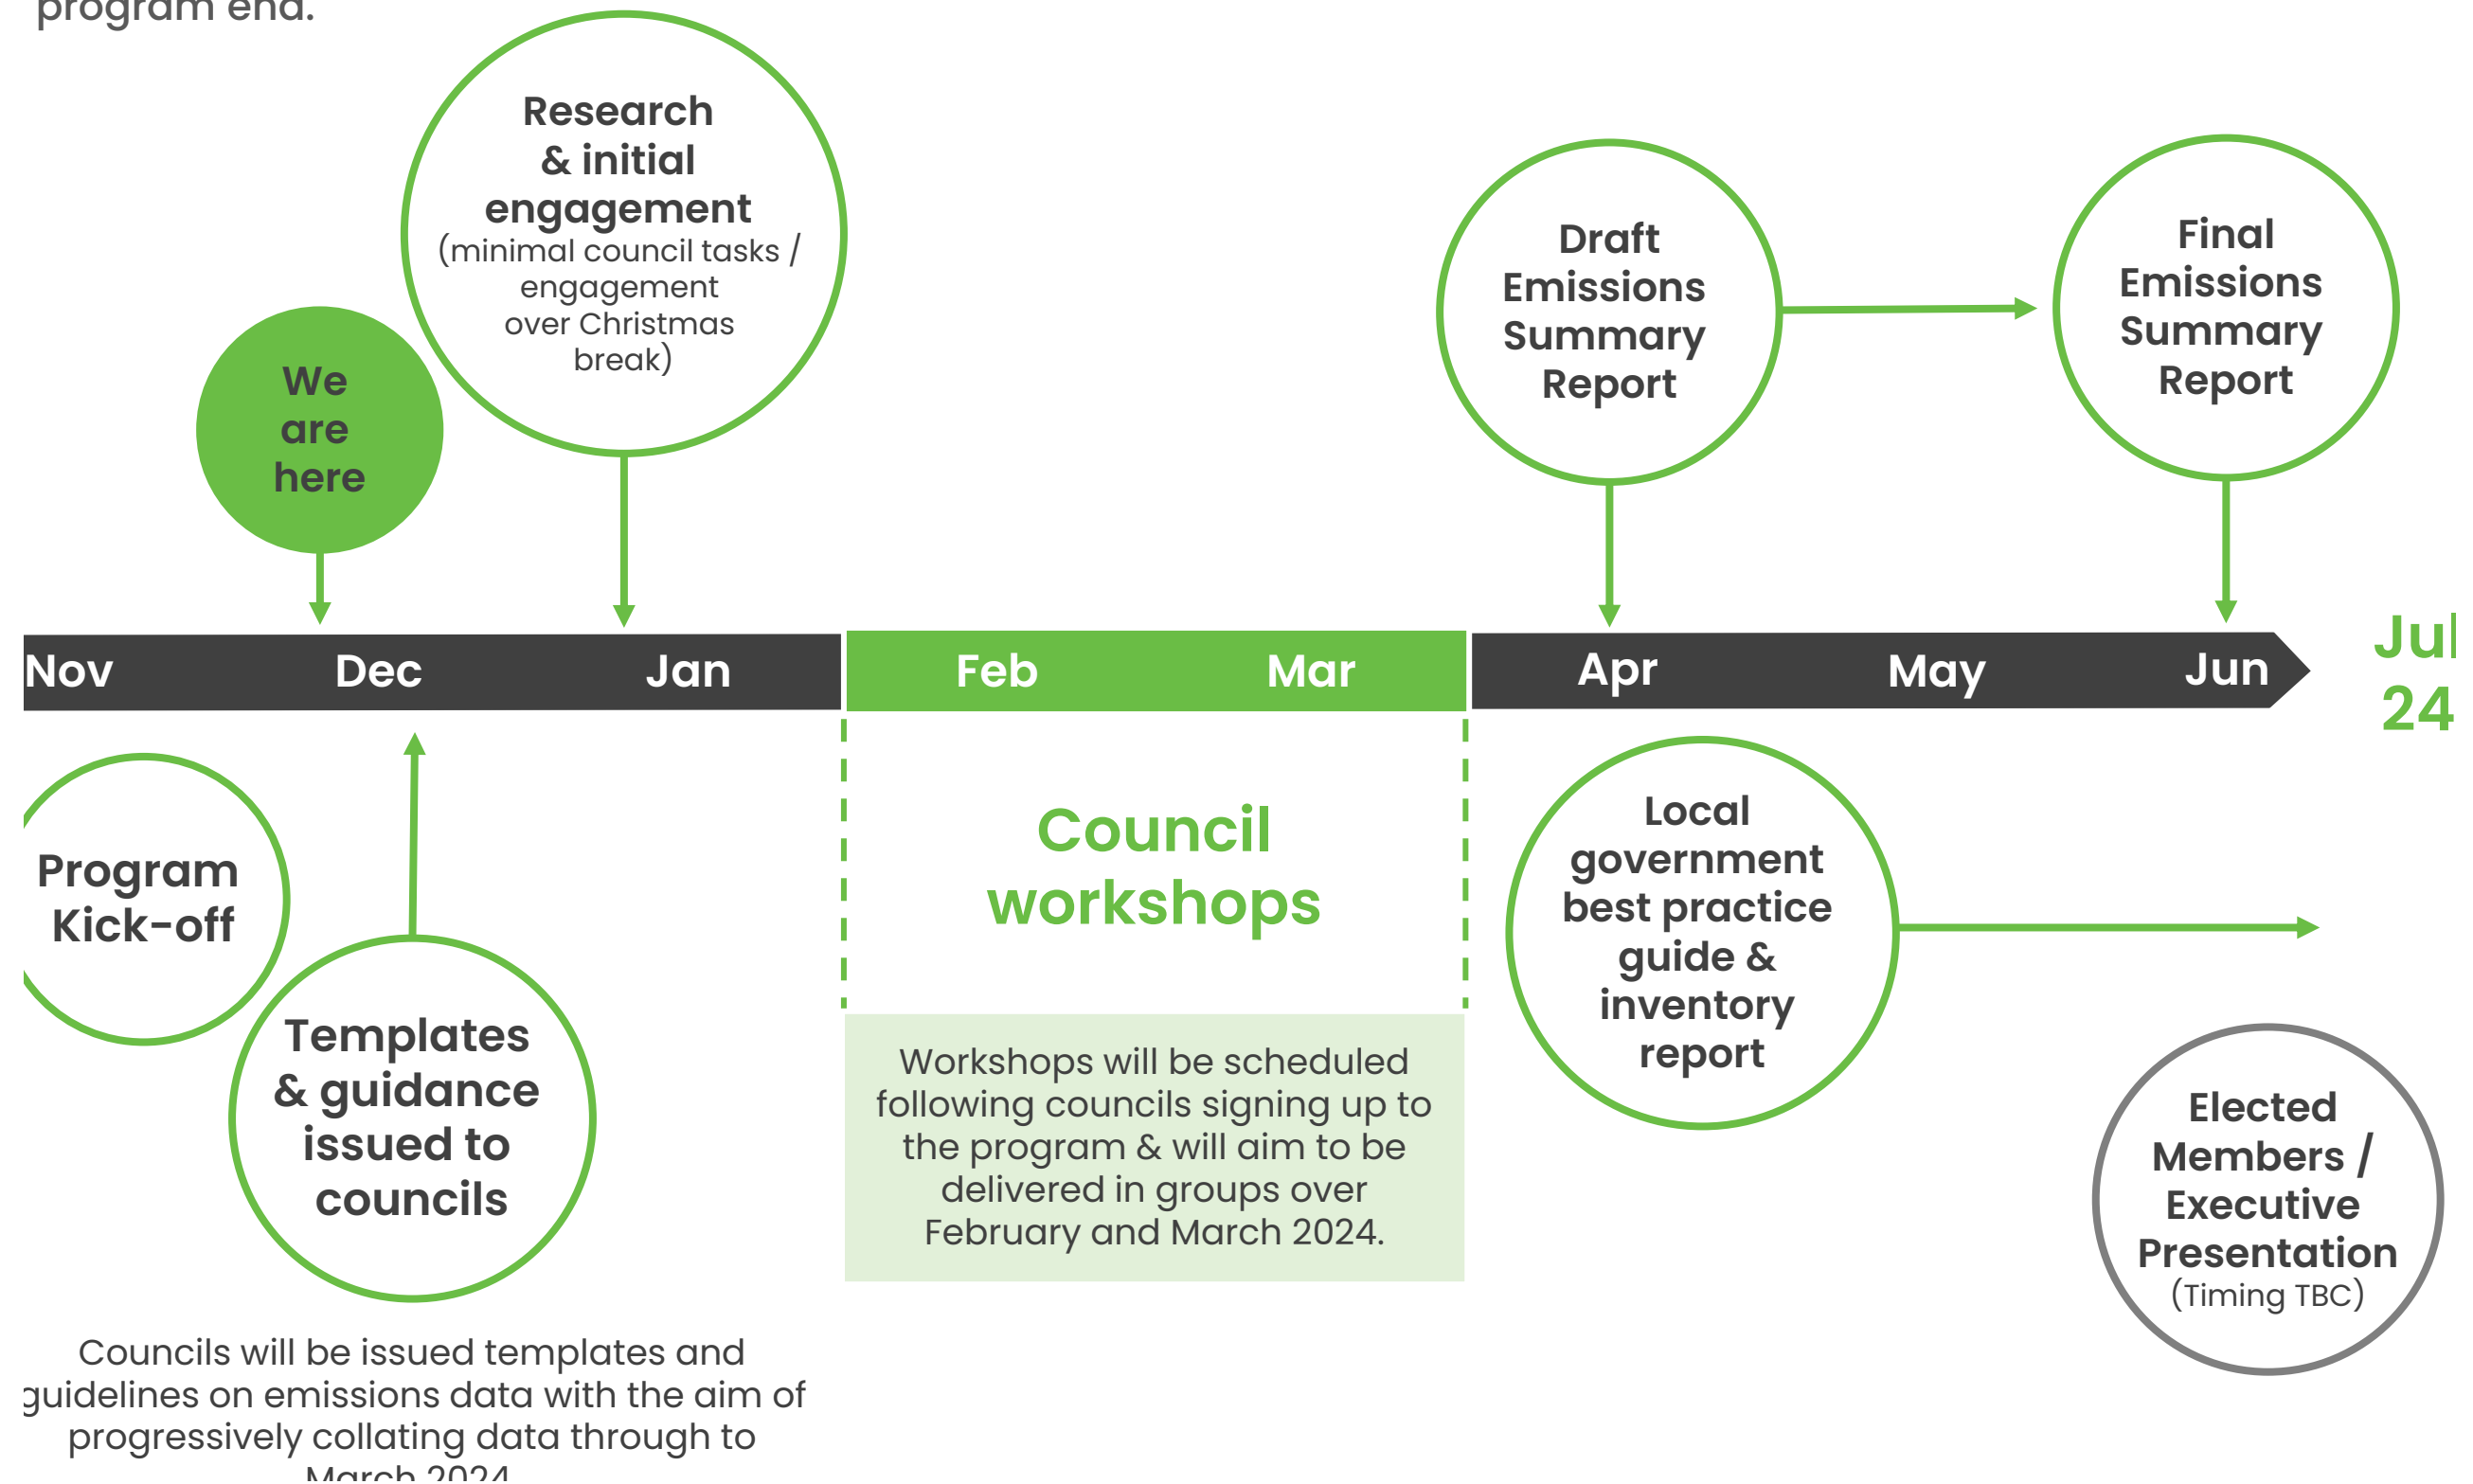 program end.
Research
& initial
engagement
(minimal council tasks /
engagement
over Christmas
break)
We
are
here
Draft
Emissions
Summary
Report
Final
Emissions
Summary
Report
Nov
Dec
Jan
Feb
Mar
Apr
May
Jun
Jul
24
Program
Kick-off
Templates
& guidance
issued to
councils
Councils will be issued templates and
guidelines on emissions data with the aim of
progressively collating data through to
March 2024
Council
workshops
Workshops will be scheduled
following councils signing up to
the program & will aim to be
delivered in groups over
February and March 2024.
Local
government
best practice
guide &
inventory
report
Elected
Members /
Executive
Presentation
(Timing TBC)